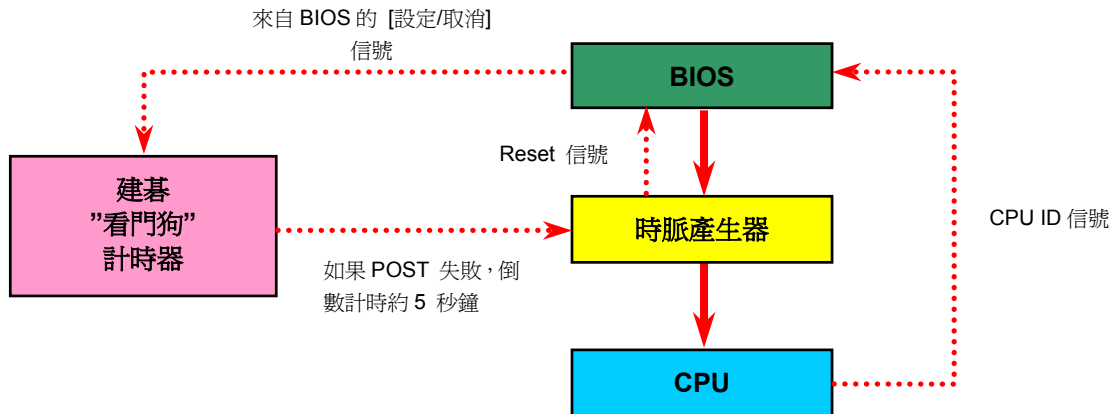 來自 BIOS 的 [設定/取消]
信號
BIOS
Reset 信號
建碁
”看門狗”
計時器
時脈產生器
CPU ID 信號
如果 POST 失敗，倒
數計時約 5 秒鐘
CPU